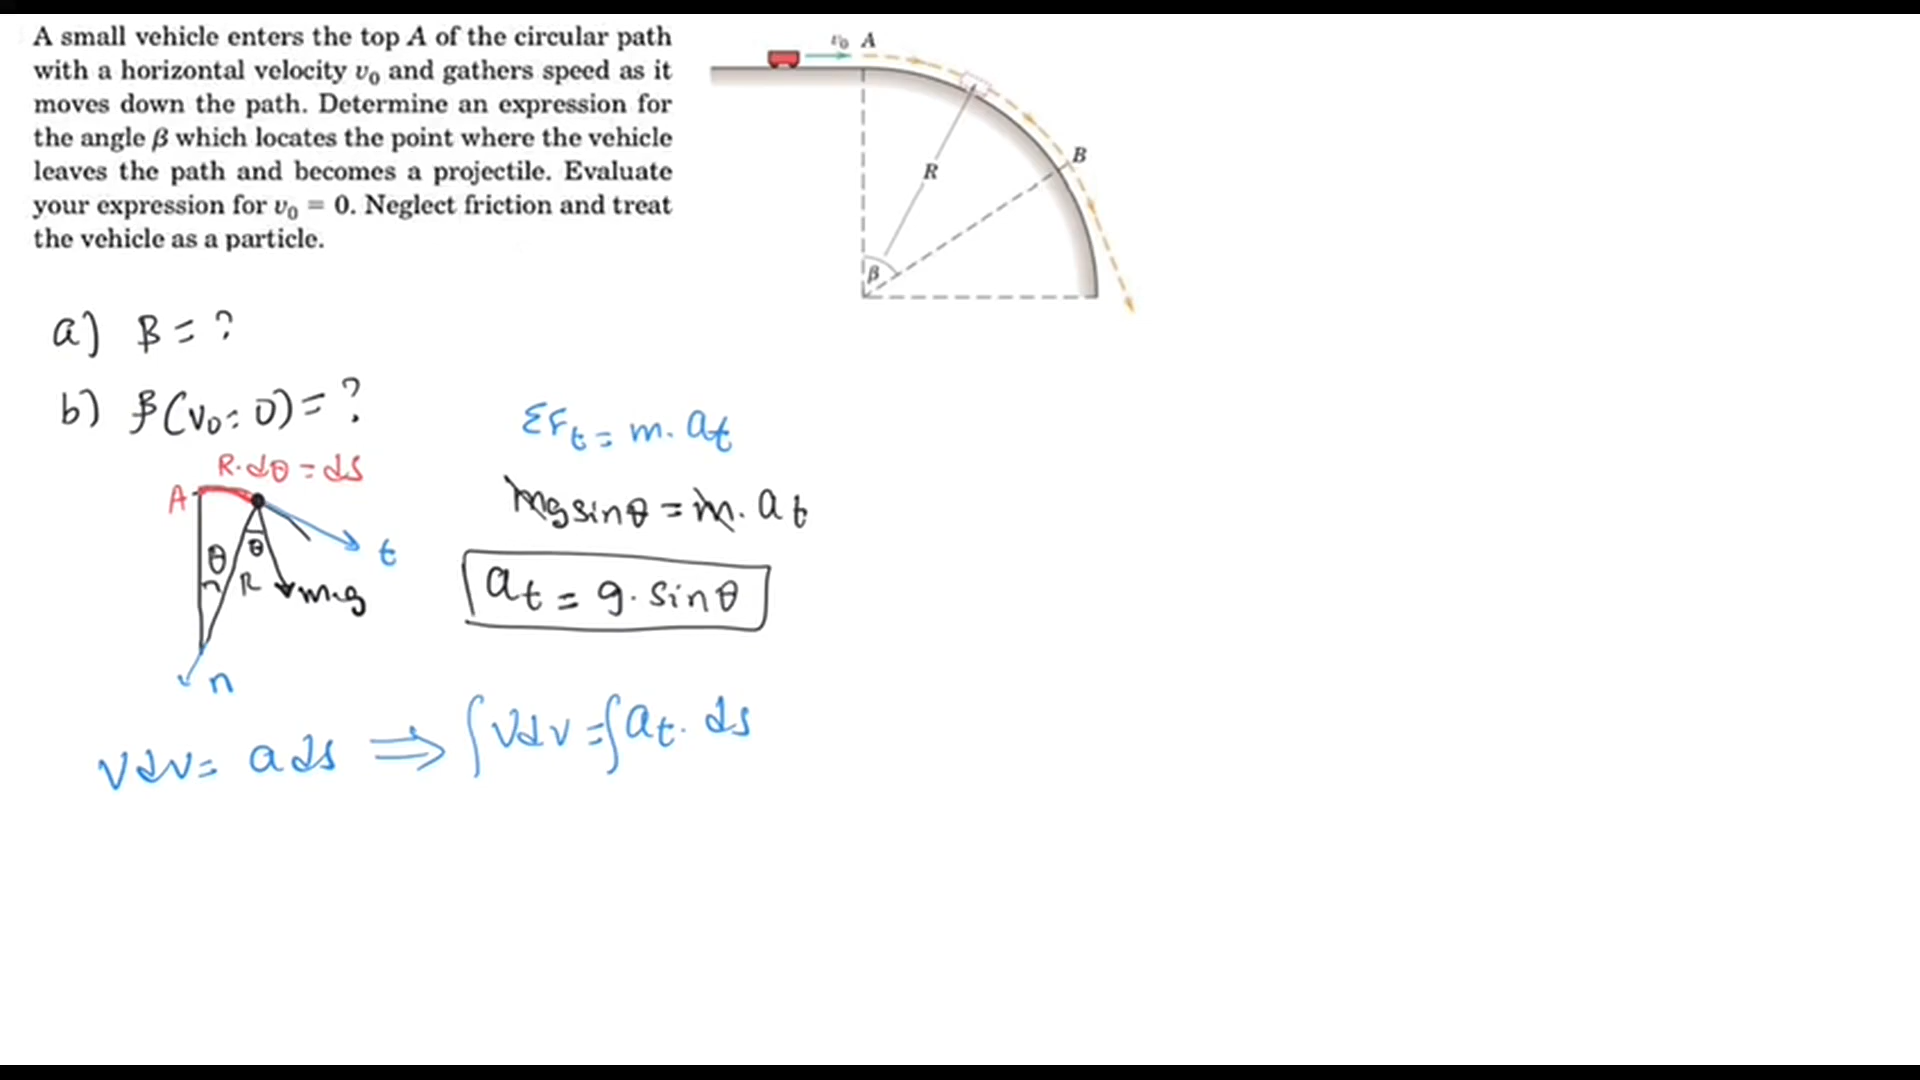 A small vehicle enters the top A of the circular path
with a horizontal velocity v₀ and gathers speed as it
moves down the path. Determine an expression for
the angle β which locates the point where the vehicle
leaves the path and becomes a projectile. Evaluate
your expression for v₀ = 0. Neglect friction and treat
the vehicle as a particle.
v₀ A
B
R
β
a) β = ?
b) β(v₀ = 0) = ?
R·dθ = ds
A
θ
θ
R
m·g
t
n
n
ΣFt = m. at
mg sinθ = m. at
at = g. sinθ
vdv = ads ⇒ ∫vdv = ∫at. ds